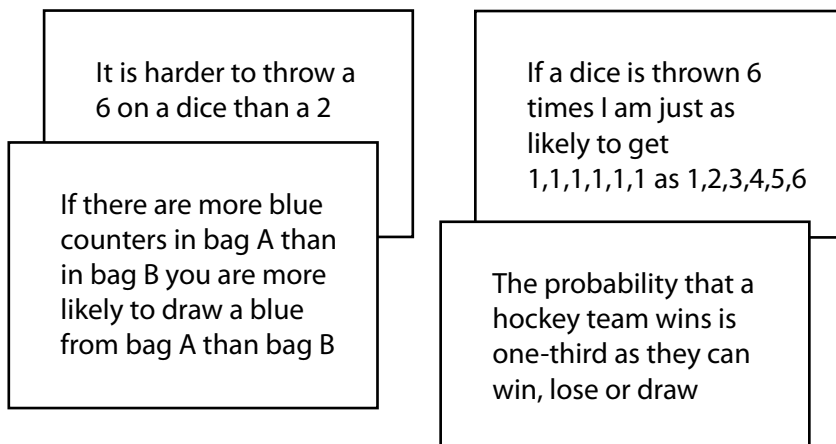 It is harder to throw a
6 on a dice than a 2
If there are more blue
counters in bag A than
in bag B you are more
likely to draw a blue
from bag A than bag B
If a dice is thrown 6
times I am just as
likely to get
1,1,1,1,1,1 as 1,2,3,4,5,6
The probability that a
hockey team wins is
one-third as they can
win, lose or draw